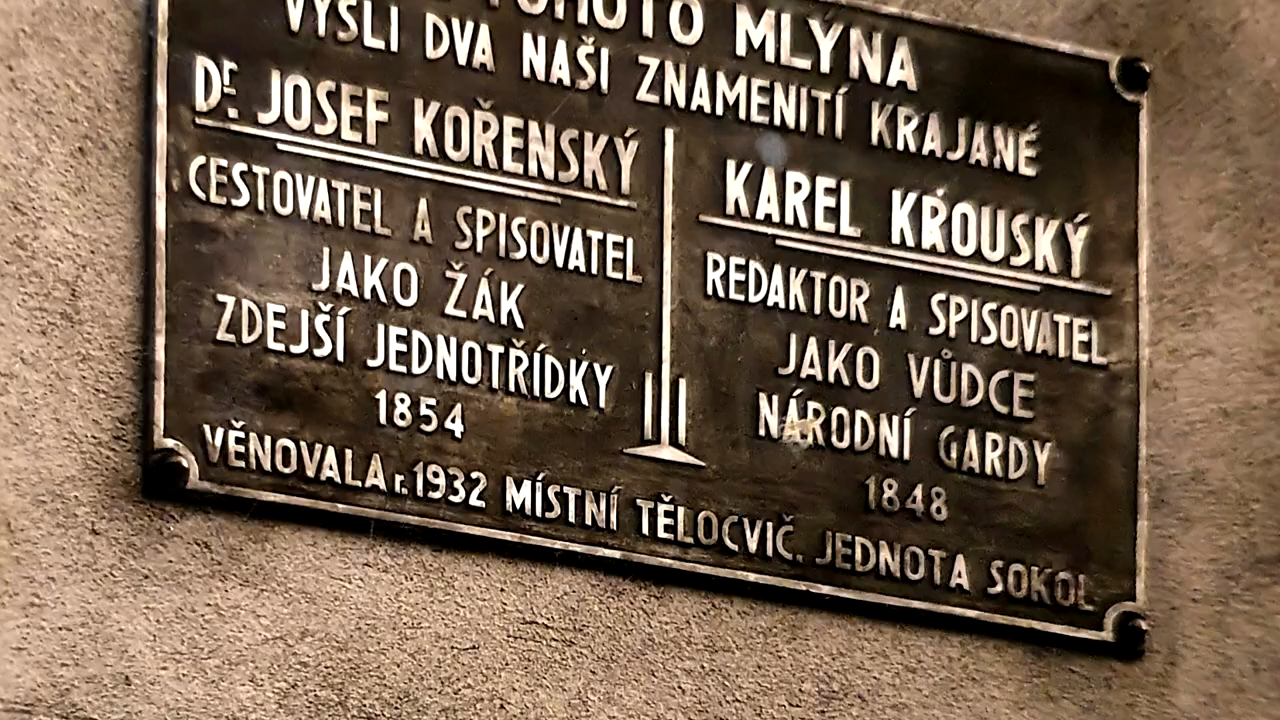 TOHOTO MLÝNA
VYŠLI DVA NAŠI ZNAMENITÍ KRAJANÉ
Dr. JOSEF KOŘENSKÝ
CESTOVATEL A SPISOVATEL
JAKO ŽÁK
ZDEJŠÍ JEDNOTŘÍDKY
1854
KAREL KŘOUSKÝ
REDAKTOR A SPISOVATEL
JAKO VŮDCE
NÁRODNÍ GARDY
1848
VĚNOVALA r. 1932 MÍSTNÍ TĚLOCVIČ. JEDNOTA SOKOL